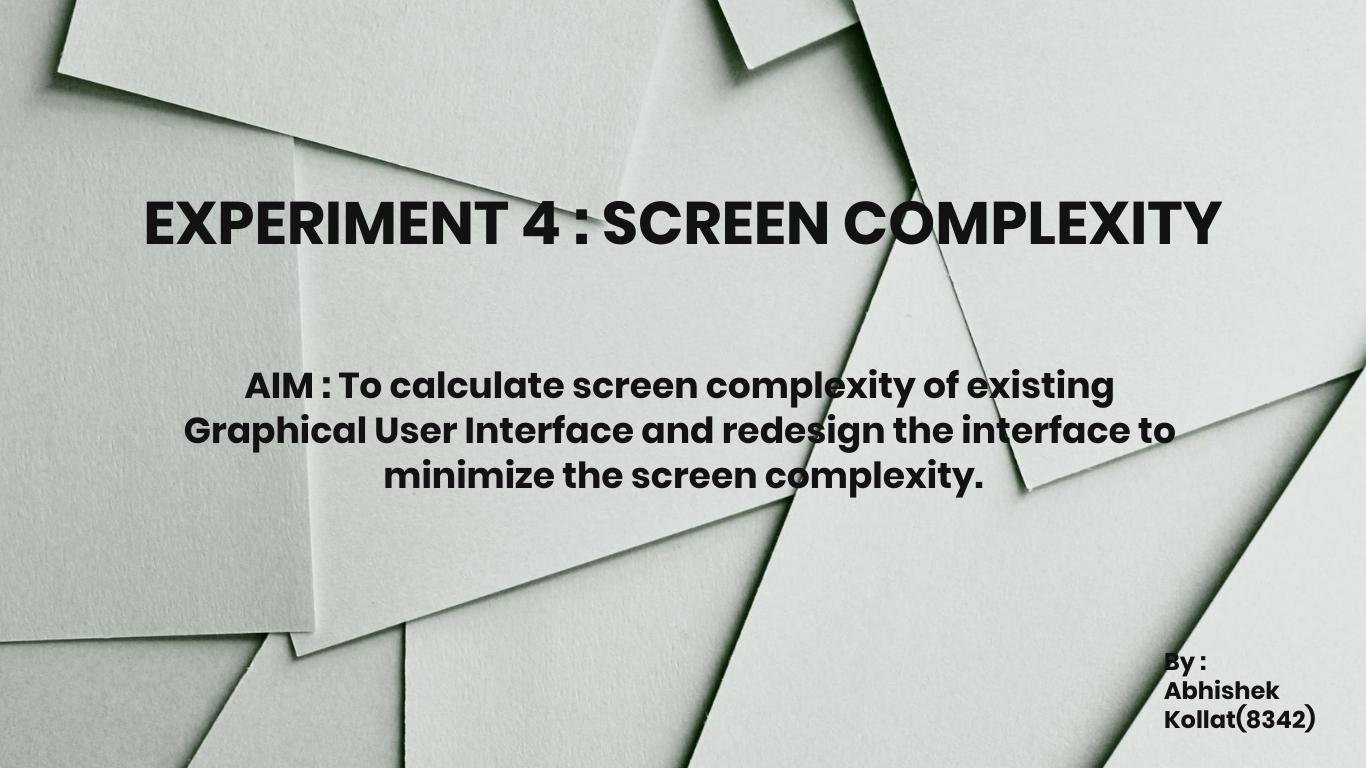 EXPERIMENT 4 : SCREEN COMPLEXITY
AIM : To calculate screen complexity of existing
Graphical User Interface and redesign the interface to
minimize the screen complexity.
By :
Abhishek
Kollat(8342)